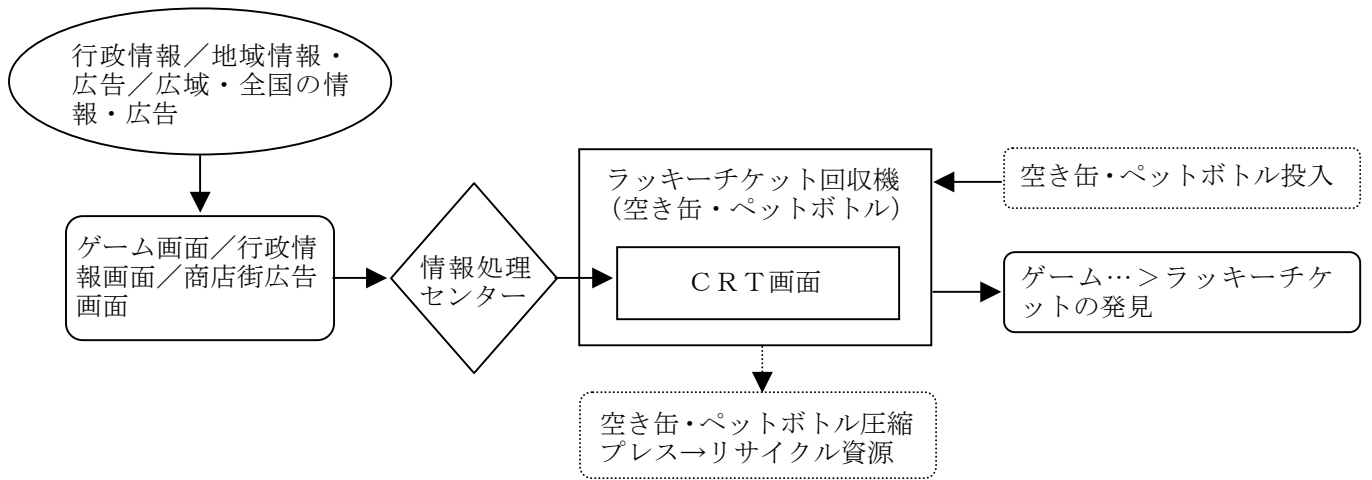 行政情報／地域情報・
広告／広域・全国の情
報・広告
ゲーム画面／行政情
報画面／商店街広告
画面
情報処理
センター
ラッキーチケット回収機
（空き缶・ペットボトル）
ＣＲＴ画面
空き缶・ペットボトル投入
ゲーム…＞ラッキーチケ
ットの発見
空き缶・ペットボトル圧縮
プレス→リサイクル資源